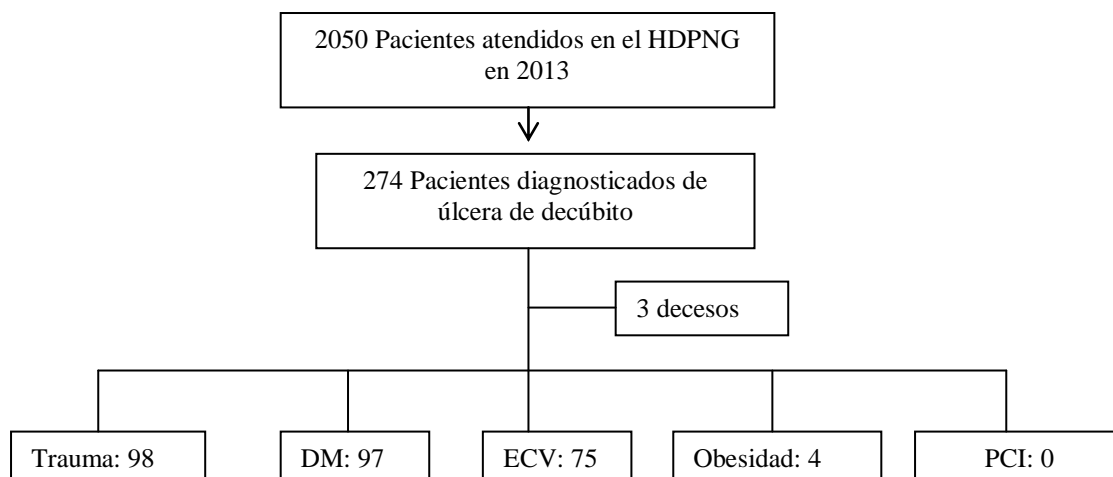 2050 Pacientes atendidos en el HDPNG
en 2013
274 Pacientes diagnosticados de
úlcera de decúbito
3 decesos
Trauma: 98
DM: 97
ECV: 75
Obesidad: 4
PCI: 0